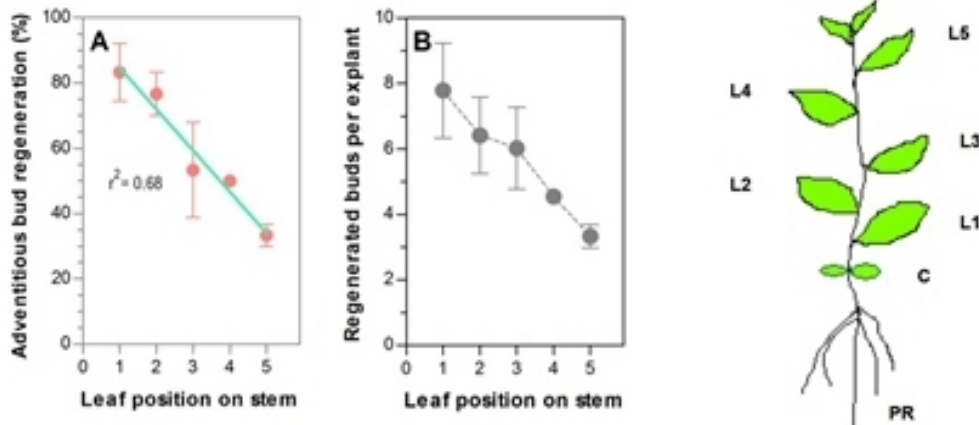 Adventitious bud regeneration (%)
100
80
60
40
20
0
A
r²= 0.68
0 1 2 3 4 5
Leaf position on stem
Regenerated buds per explant
10
8
6
4
2
0
B
0 1 2 3 4 5
Leaf position on stem
L5
L4
L3
L2
L1
C
PR